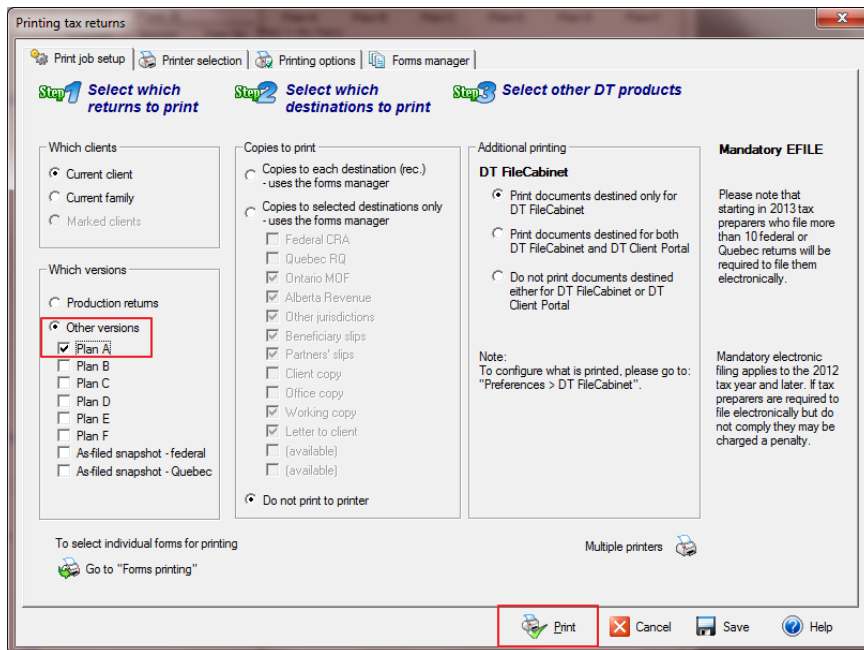 Printing tax returns
Print job setup
Printer selection
Printing options
Forms manager
Step 1 Select which
returns to print
Step 2 Select which
destinations to print
Step 3 Select other DT products
Which clients
Current client
Current family
Marked clients
Which versions
Production returns
Other versions
Plan A
Plan B
Plan C
Plan D
Plan E
Plan F
As-filed snapshot - federal
As-filed snapshot - Quebec
Copies to print
Copies to each destination (rec.)
- uses the forms manager
Copies to selected destinations only
- uses the forms manager
Federal CRA
Quebec RQ
Ontario MOF
Alberta Revenue
Other jurisdictions
Beneficiary slips
Partners' slips
Client copy
Office copy
Working copy
Letter to client
(available)
(available)
Do not print to printer
Additional printing
DT FileCabinet
Print documents destined only for
DT FileCabinet
Print documents destined for both
DT FileCabinet and DT Client Portal
Do not print documents destined
either for DT FileCabinet or DT
Client Portal
Note:
To configure what is printed, please go to:
"Preferences > DT FileCabinet".
Mandatory EFILE
Please note that
starting in 2013 tax
preparers who file more
than 10 federal or
Quebec returns will be
required to file them
electronically.
Mandatory electronic
filing applies to the 2012
tax year and later. If tax
preparers are required to
file electronically but do
not comply they may be
charged a penalty.
To select individual forms for printing
Go to "Forms printing"
Multiple printers
Print
Cancel
Save
Help